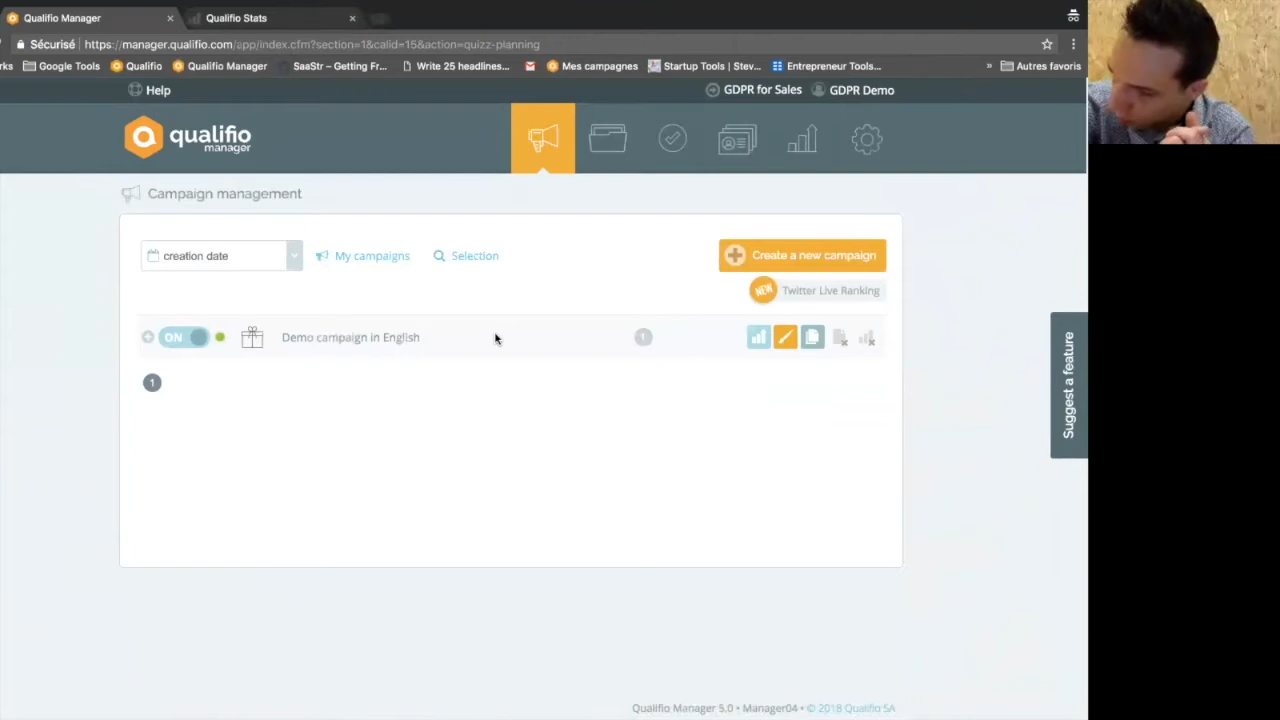 Qualifio Manager
Qualifio Stats
Sécurisé https://manager.qualifio.com/app/index.cfm?section=1&calid=15&action=quizz-planning
rks Google Tools Qualifio Qualifio Manager SaaStr – Getting Fr... Write 25 headlines... Mes campagnes Startup Tools | Stev... Entrepreneur Tools... » Autres favoris
Help GDPR for Sales GDPR Demo
qualifio
manager
Campaign management
creation date My campaigns Selection Create a new campaign
NEW Twitter Live Ranking
ON Demo campaign in English 1
1
Suggest a feature
Qualifio Manager 5.0 • Manager04 • © 2018 Qualifio SA